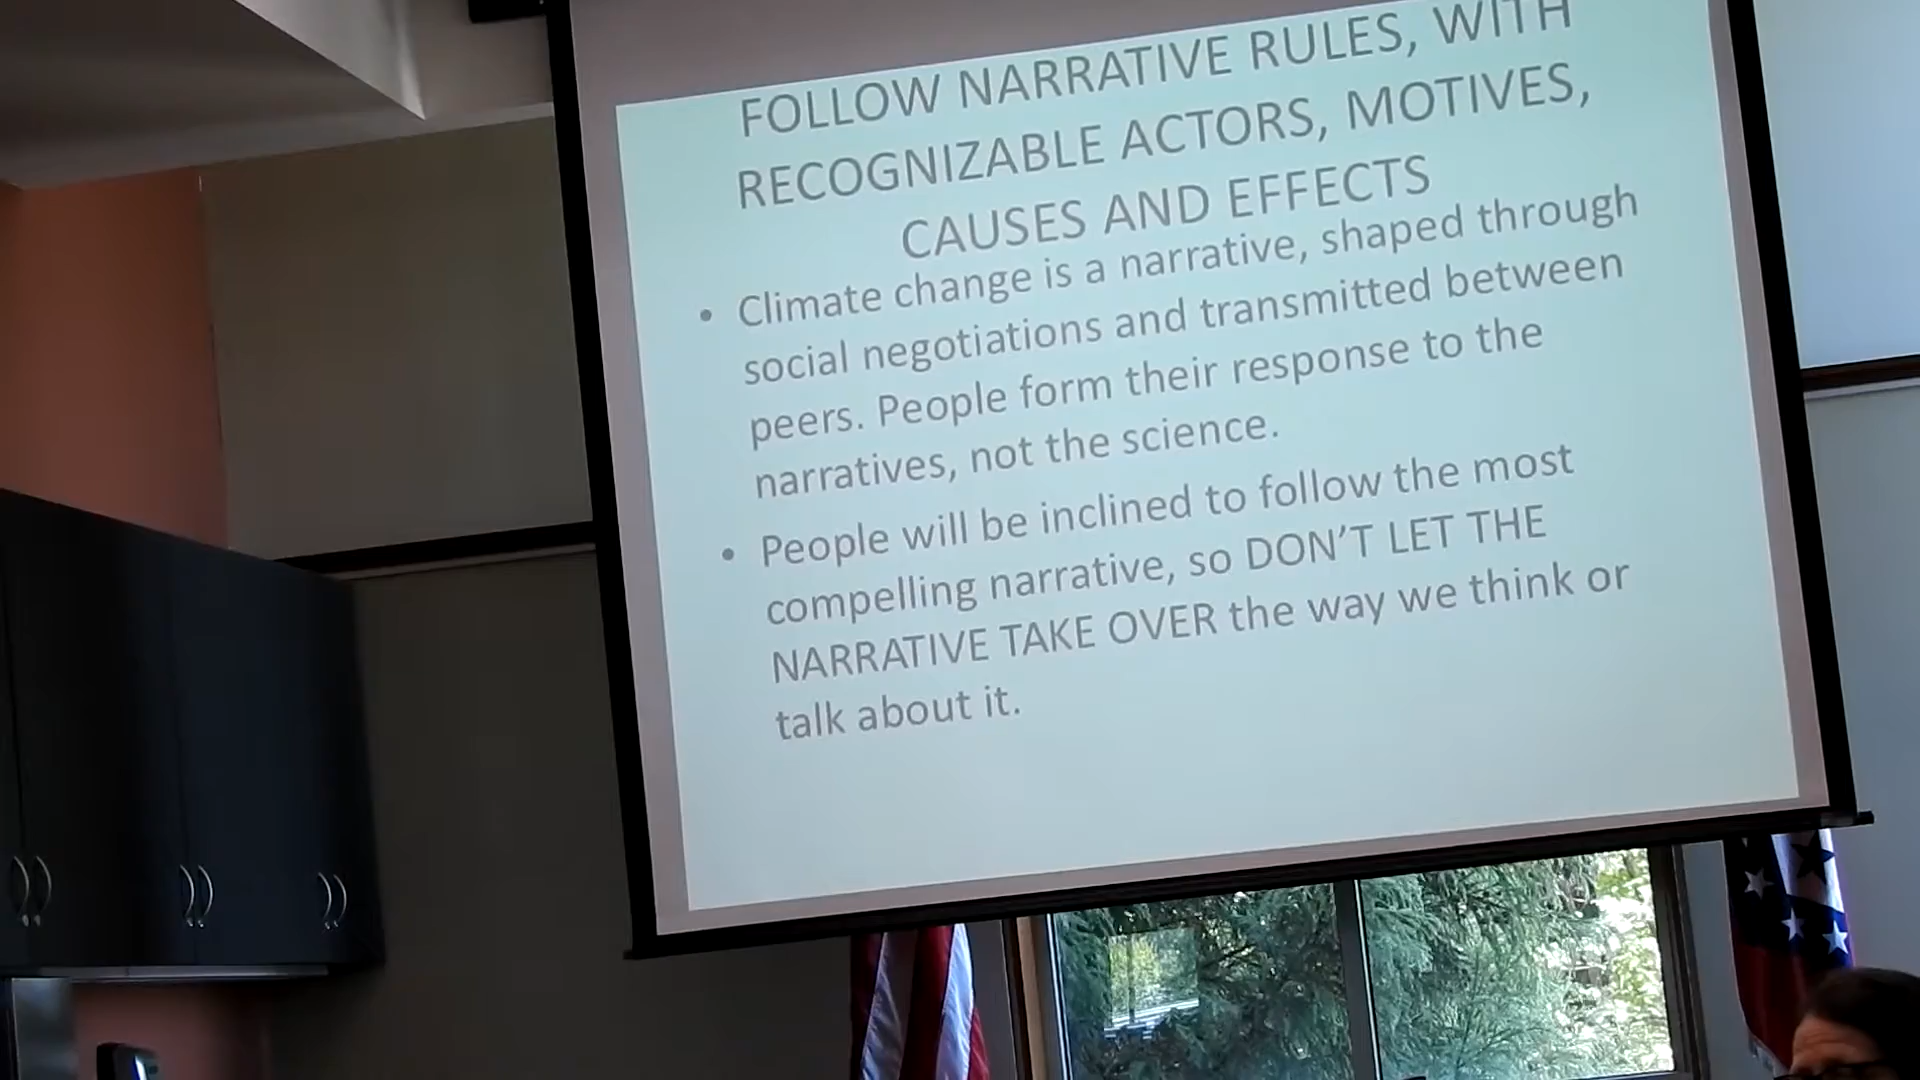 FOLLOW NARRATIVE RULES, WITH
RECOGNIZABLE ACTORS, MOTIVES,
CAUSES AND EFFECTS
• Climate change is a narrative, shaped through
social negotiations and transmitted between
peers. People form their response to the
narratives, not the science.
• People will be inclined to follow the most
compelling narrative, so DON'T LET THE
NARRATIVE TAKE OVER the way we think or
talk about it.